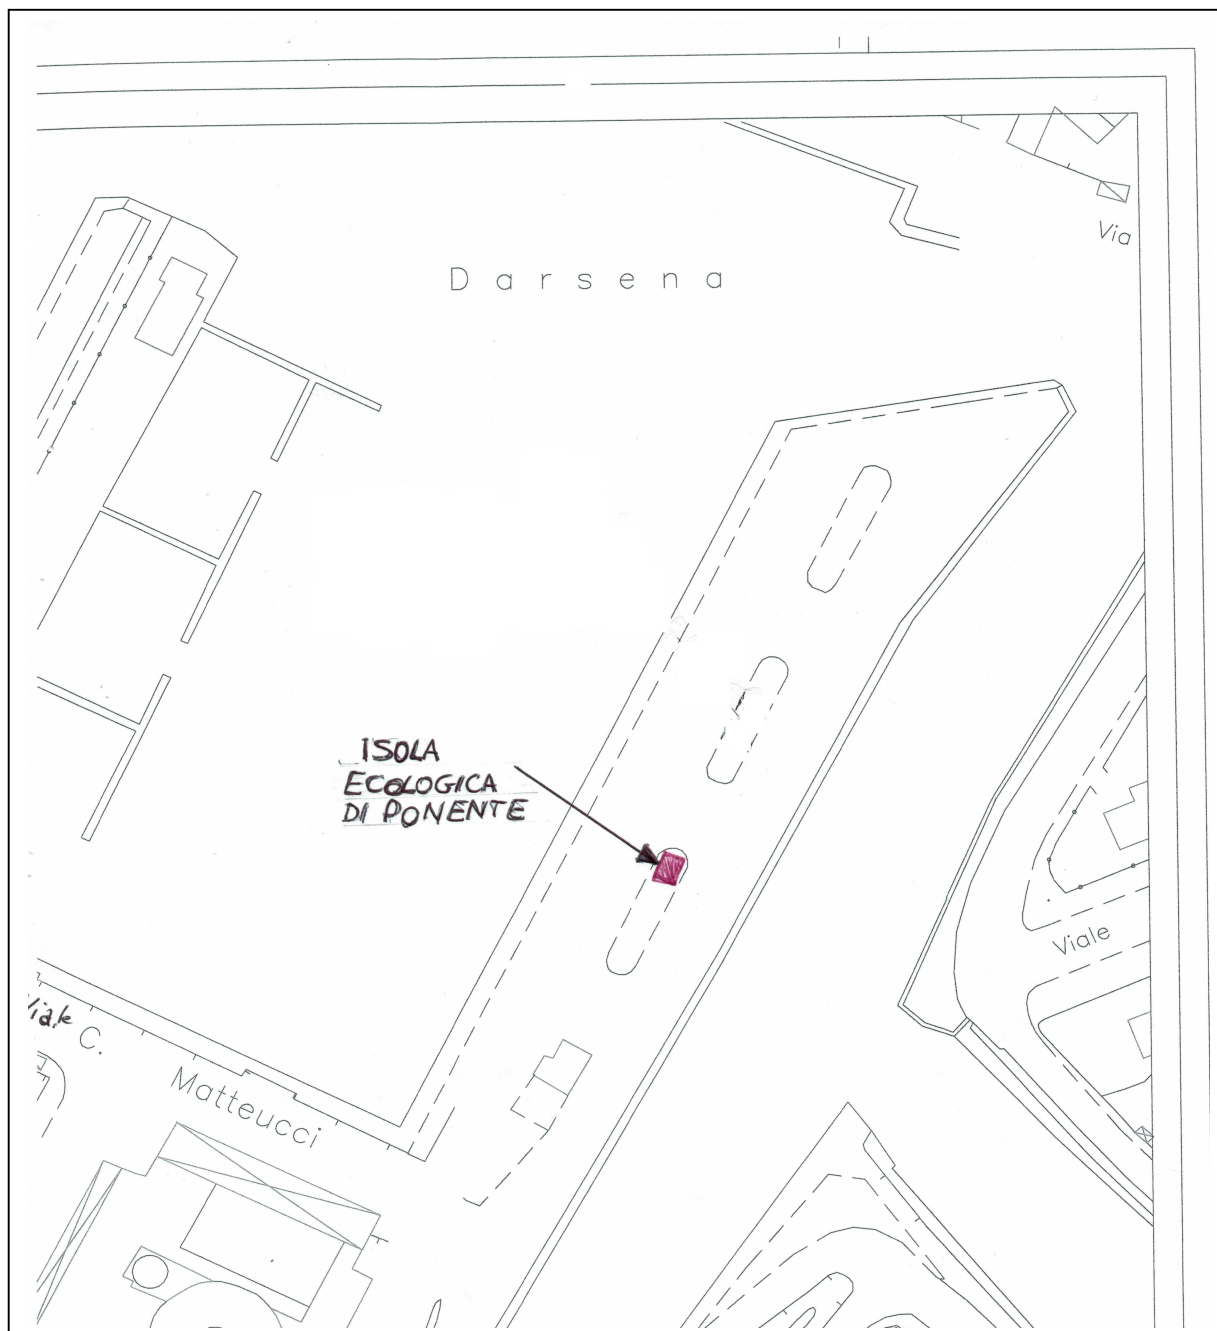 Via
Darsena
ISOLA
ECOLOGICA
DI PONENTE
Viale
Viale
C.
Matteucci